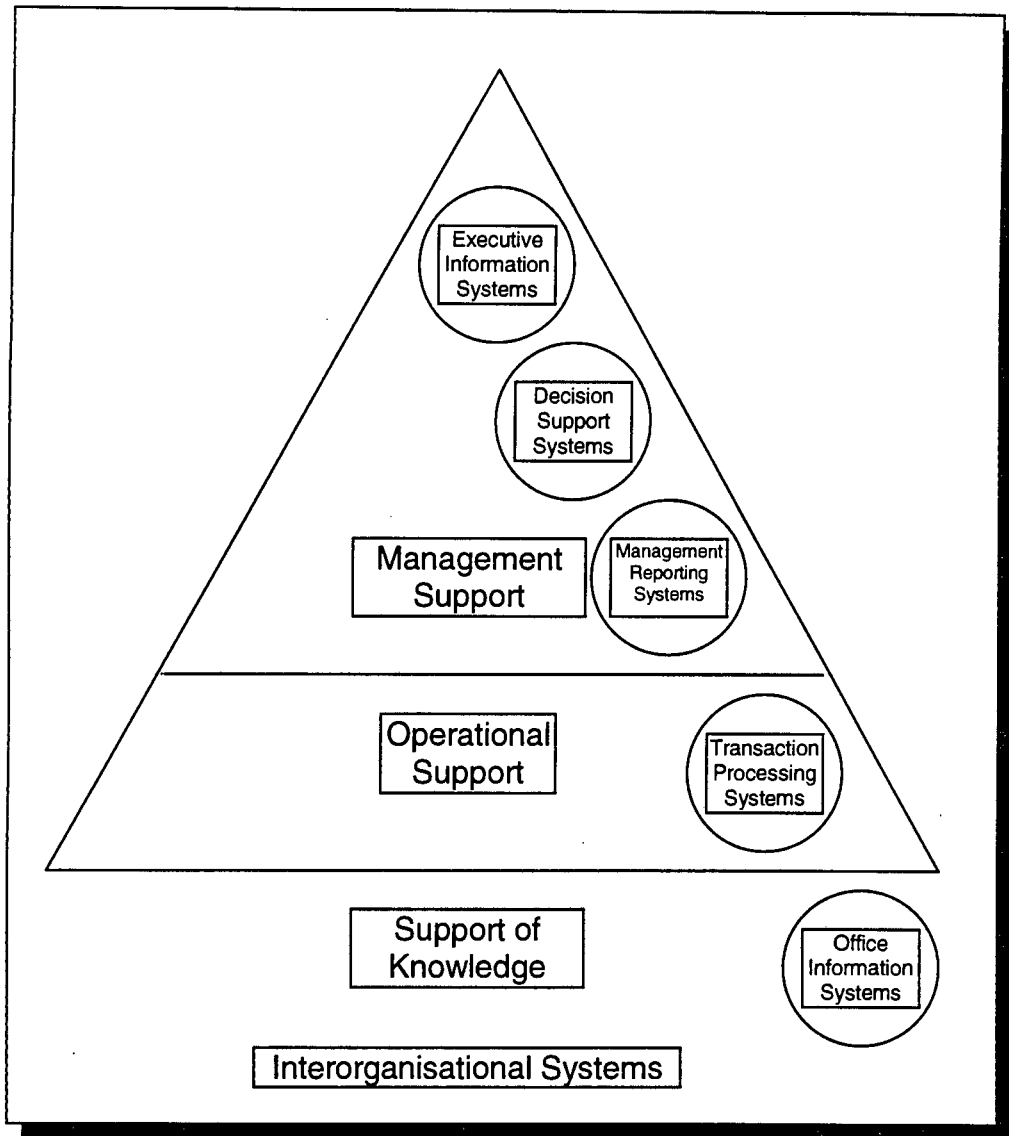 Executive
Information
Systems
Decision
Support
Systems
Management
Support
Management
Reporting
Systems
Operational
Support
Transaction
Processing
Systems
Support of
Knowledge
Office
Information
Systems
Interorganisational Systems